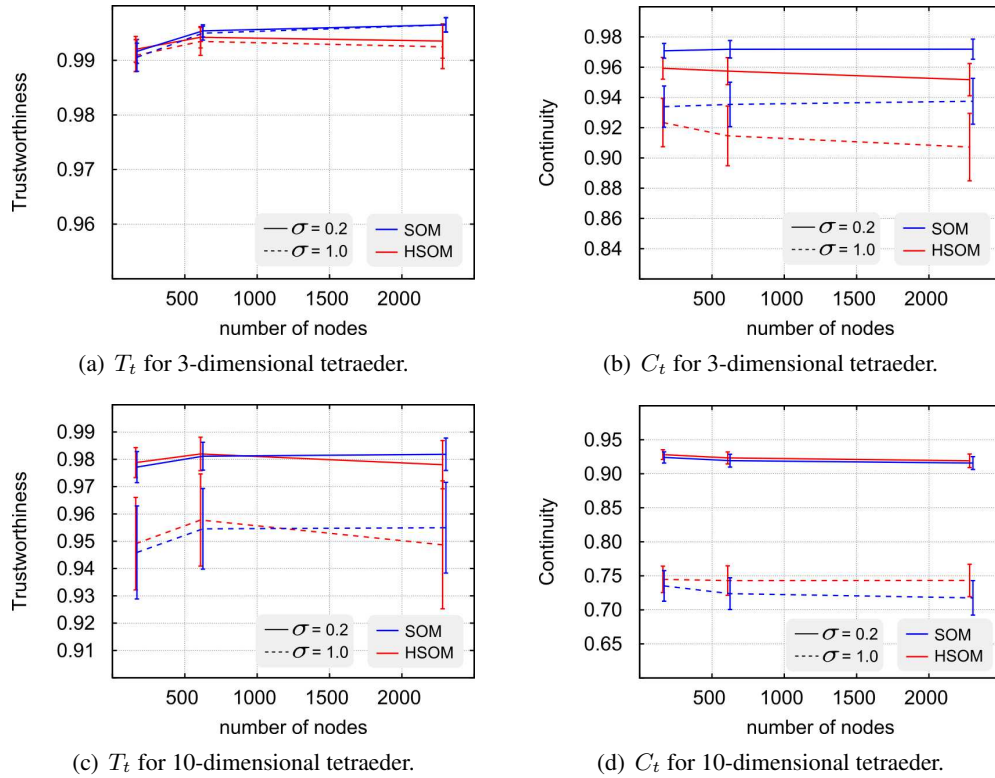 0.99
0.98
0.97
0.96
Trustworthiness
σ = 0.2 SOM
σ = 1.0 HSOM
500 1000 1500 2000
number of nodes
(a) T_t for 3-dimensional tetraeder.
0.98
0.96
0.94
0.92
0.90
0.88
0.86
0.84
Continuity
σ = 0.2 SOM
σ = 1.0 HSOM
500 1000 1500 2000
number of nodes
(b) C_t for 3-dimensional tetraeder.
0.99
0.98
0.97
0.96
0.95
0.94
0.93
0.92
0.91
Trustworthiness
σ = 0.2 SOM
σ = 1.0 HSOM
500 1000 1500 2000
number of nodes
(c) T_t for 10-dimensional tetraeder.
0.95
0.90
0.85
0.80
0.75
0.70
0.65
Continuity
σ = 0.2 SOM
σ = 1.0 HSOM
500 1000 1500 2000
number of nodes
(d) C_t for 10-dimensional tetraeder.